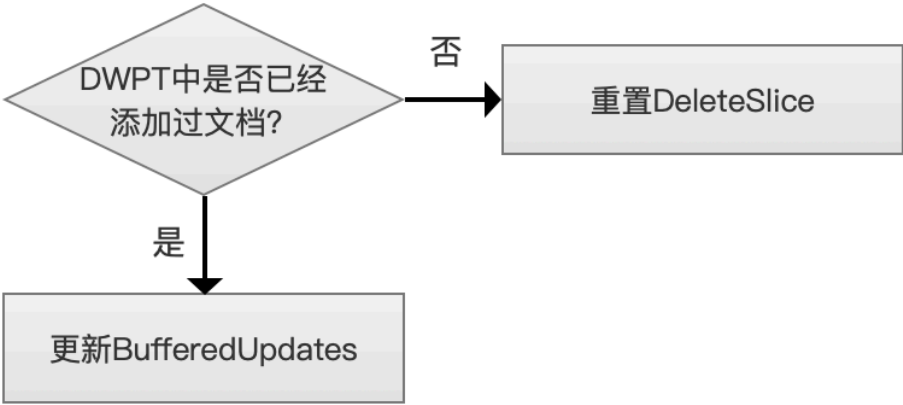 DWPT中是否已经
添加过文档?
否
重置DeleteSlice
是
更新BufferedUpdates